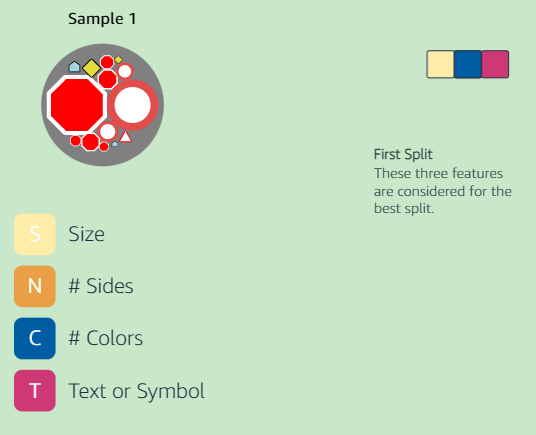 Sample 1
First Split
These three features
are considered for the
best split.
S Size
N # Sides
C # Colors
T Text or Symbol